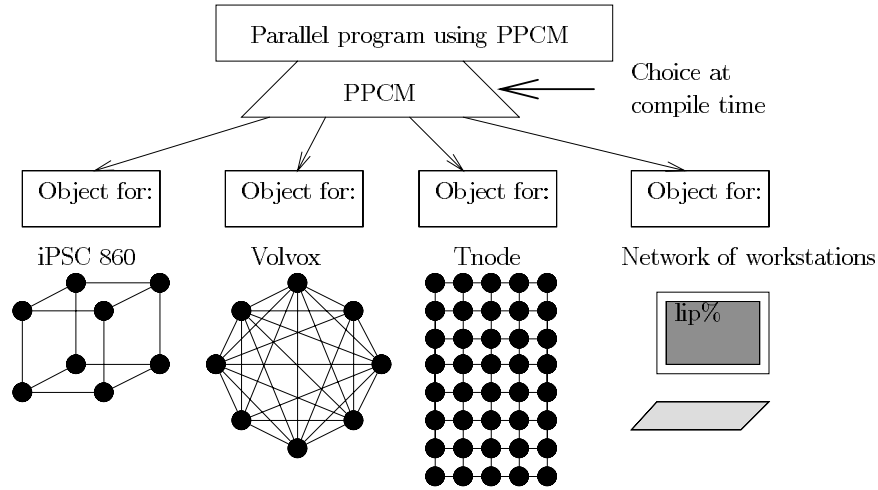 Parallel program using PPCM
PPCM
Choice at
compile time
Object for:
Object for:
Object for:
Object for:
iPSC 860
Volvox
Tnode
Network of workstations
lip%